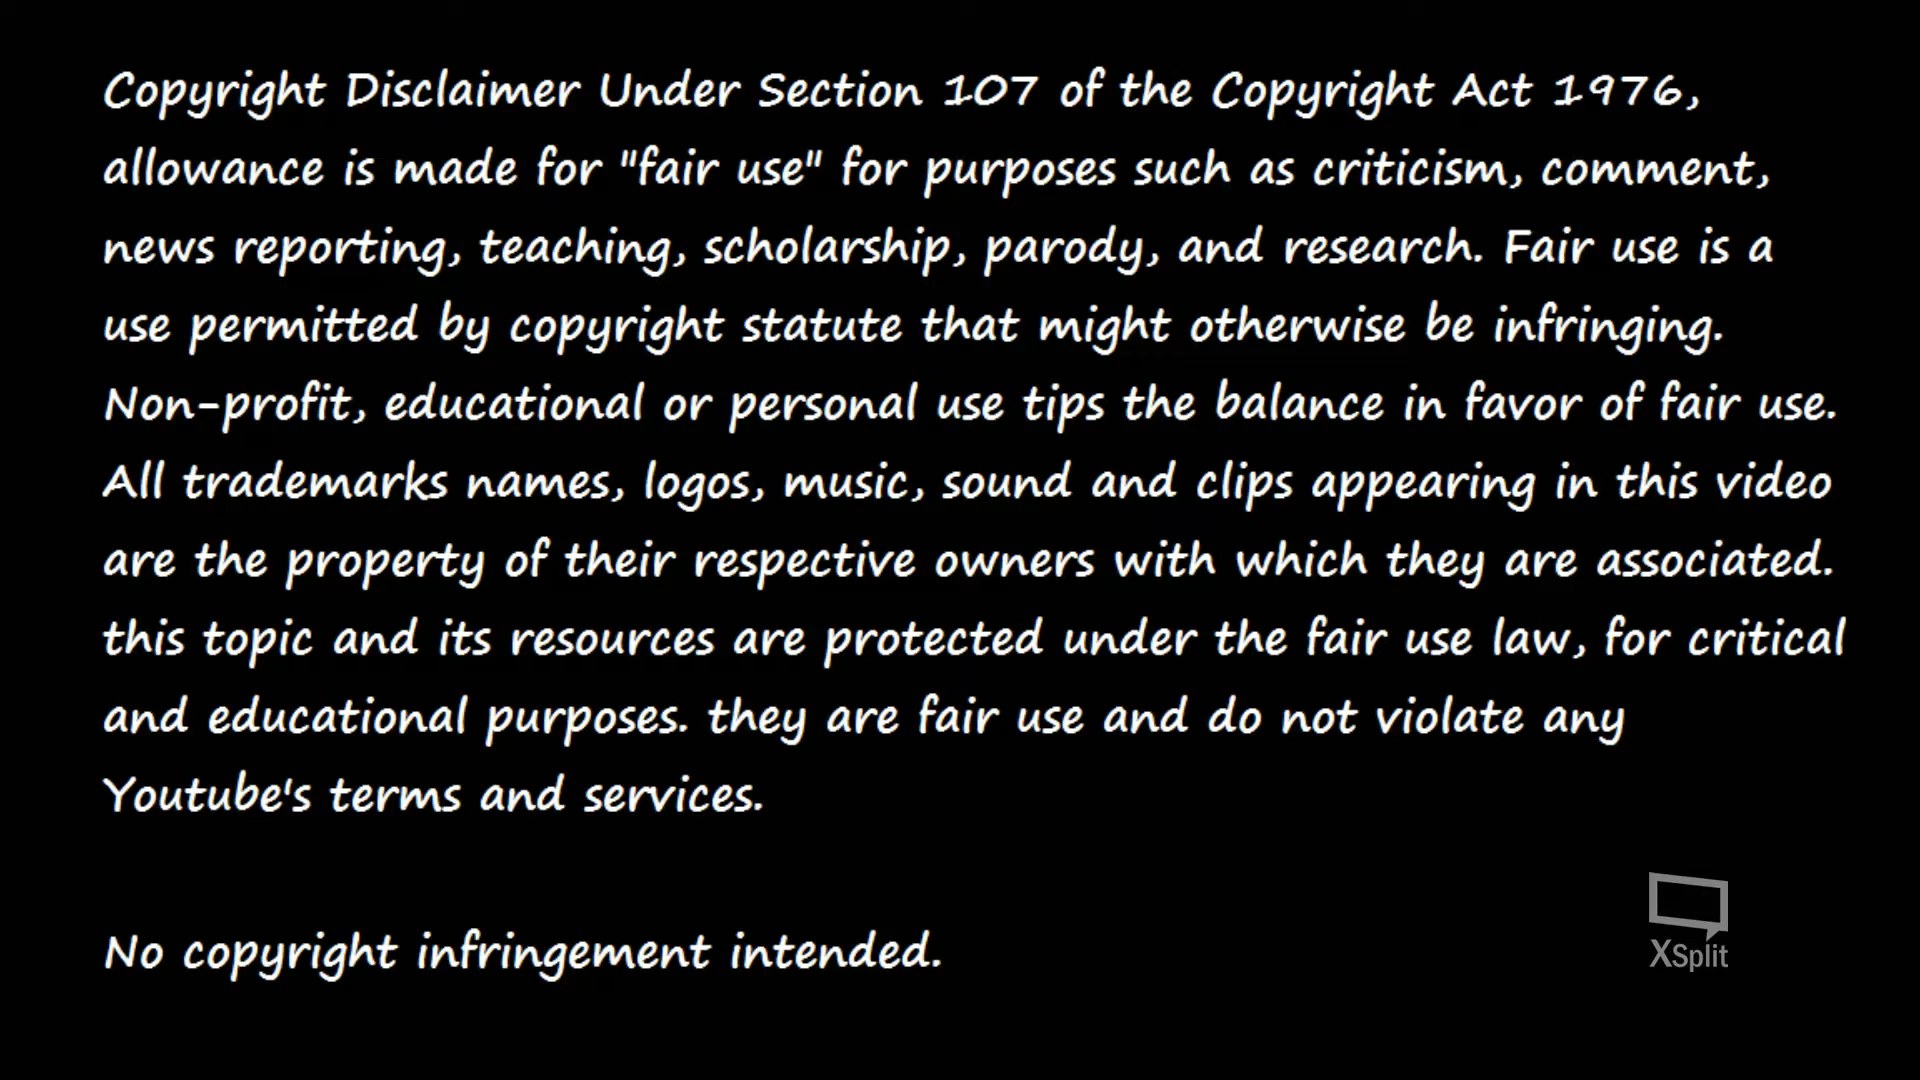 Copyright Disclaimer Under Section 107 of the Copyright Act 1976,
allowance is made for "fair use" for purposes such as criticism, comment,
news reporting, teaching, scholarship, parody, and research. Fair use is a
use permitted by copyright statute that might otherwise be infringing.
Non-profit, educational or personal use tips the balance in favor of fair use.
All trademarks names, logos, music, sound and clips appearing in this video
are the property of their respective owners with which they are associated.
this topic and its resources are protected under the fair use law, for critical
and educational purposes. they are fair use and do not violate any
Youtube's terms and services.
No copyright infringement intended.
XSplit